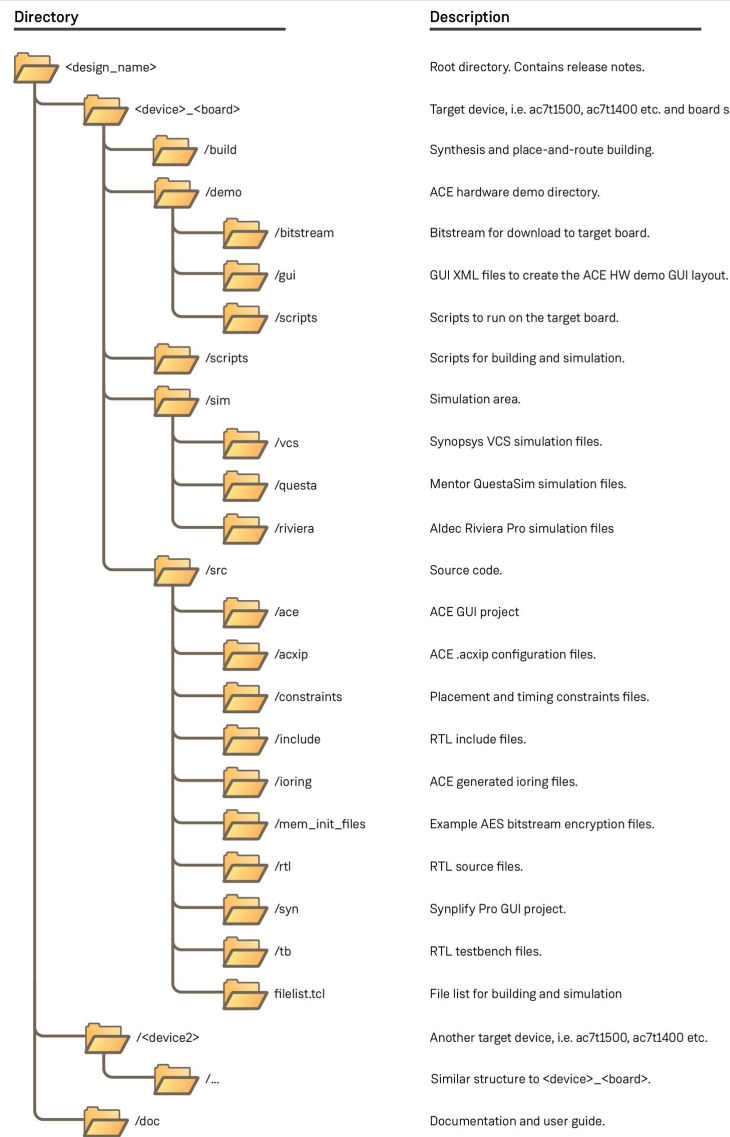 Directory Description
<design_name> Root directory. Contains release notes.
<device>_<board> Target device, i.e. ac7t1500, ac7t1400 etc. and board s
/build Synthesis and place-and-route building.
/demo ACE hardware demo directory.
/bitstream Bitstream for download to target board.
/gui GUI XML files to create the ACE HW demo GUI layout.
/scripts Scripts to run on the target board.
/scripts Scripts for building and simulation.
/sim Simulation area.
/vcs Synopsys VCS simulation files.
/questa Mentor QuestaSim simulation files.
/riviera Aldec Riviera Pro simulation files
/src Source code.
/ace ACE GUI project
/acxip ACE .acxip configuration files.
/constraints Placement and timing constraints files.
/include RTL include files.
/ioring ACE generated ioring files.
/mem_init_files Example AES bitstream encryption files.
/rtl RTL source files.
/syn Synplify Pro GUI project.
/tb RTL testbench files.
filelist.tcl File list for building and simulation
/<device2> Another target device, i.e. ac7t1500, ac7t1400 etc.
/... Similar structure to <device>_<board>.
/doc Documentation and user guide.